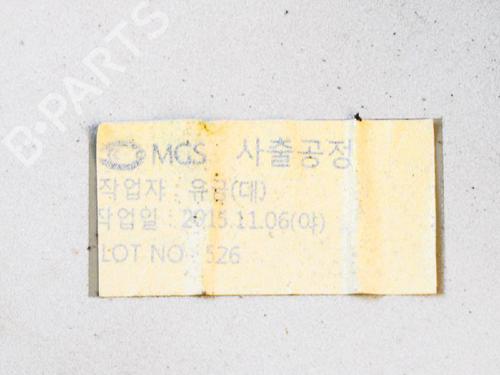 B-PARTS
MCS 사출공정
작업자 : 유금(대)
작업일 : 2015.11.06(야)
LOT NO 526